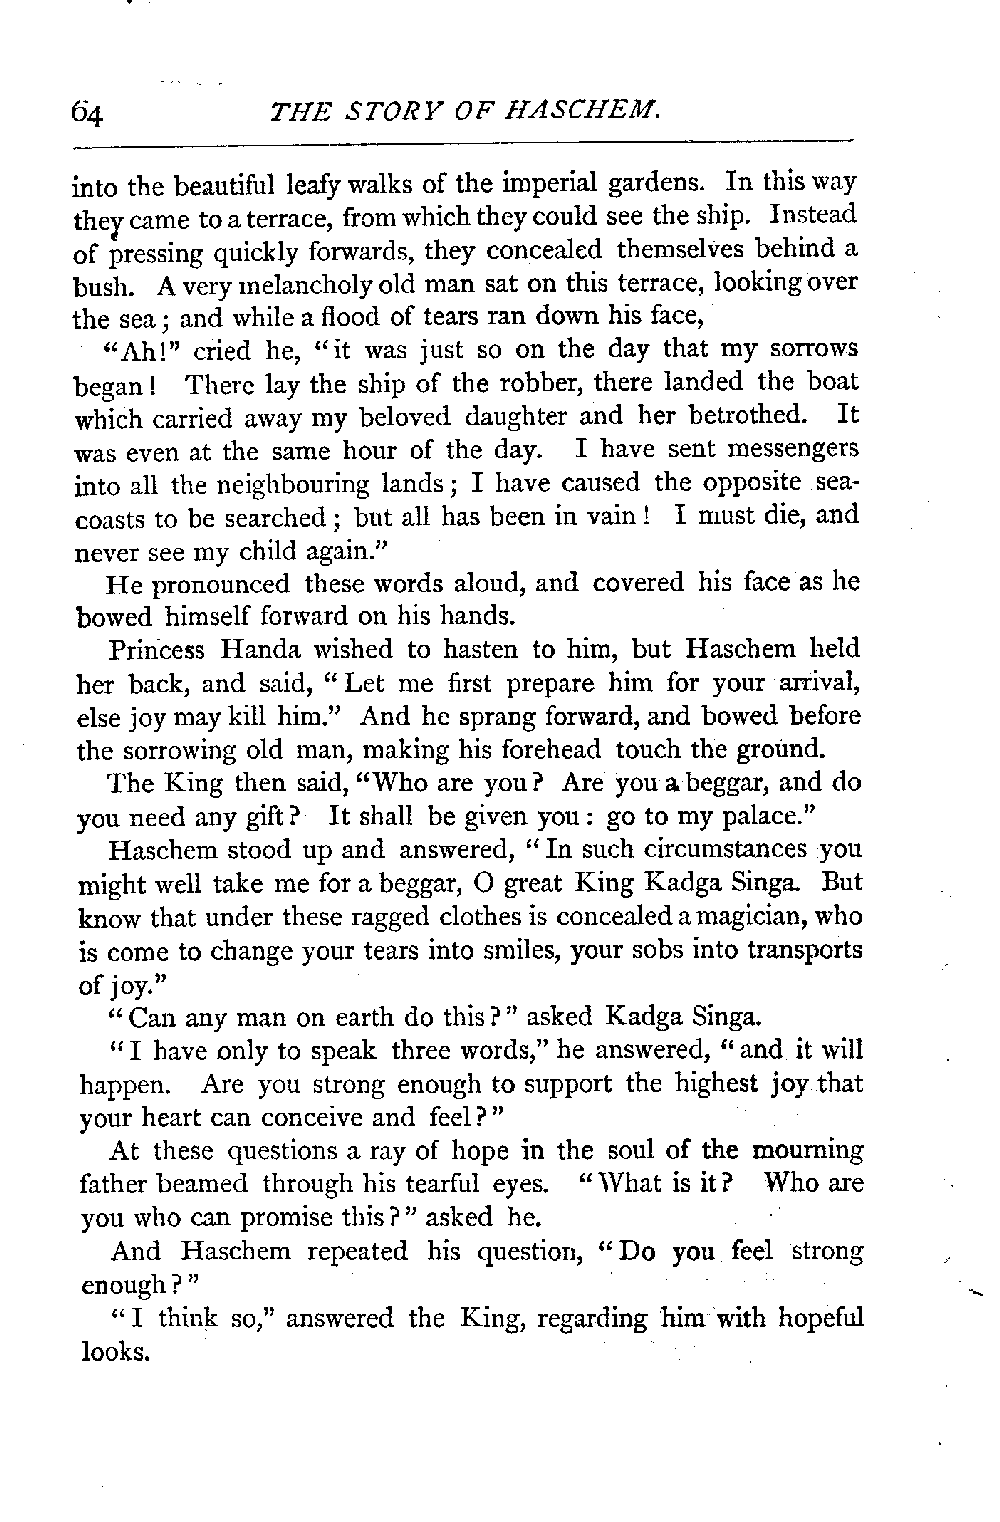 64 THE STORY OF HASCHEM.
into the beautiful leafy walks of the imperial gardens. In this way
they came to a terrace, from which they could see the ship. Instead
of pressing quickly forwards, they concealed themselves behind a
bush. A very melancholy old man sat on this terrace, looking over
the sea; and while a flood of tears ran down his face,
"Ah!" cried he, "it was just so on the day that my sorrows
began! There lay the ship of the robber, there landed the boat
which carried away my beloved daughter and her betrothed. It
was even at the same hour of the day. I have sent messengers
into all the neighbouring lands; I have caused the opposite sea-
coasts to be searched; but all has been in vain! I must die, and
never see my child again."
He pronounced these words aloud, and covered his face as he
bowed himself forward on his hands.
Princess Handa wished to hasten to him, but Haschem held
her back, and said, "Let me first prepare him for your arrival,
else joy may kill him." And he sprang forward, and bowed before
the sorrowing old man, making his forehead touch the ground.
The King then said, "Who are you? Are you a beggar, and do
you need any gift? It shall be given you: go to my palace."
Haschem stood up and answered, "In such circumstances you
might well take me for a beggar, O great King Kadga Singa. But
know that under these ragged clothes is concealed a magician, who
is come to change your tears into smiles, your sobs into transports
of joy."
"Can any man on earth do this?" asked Kadga Singa.
"I have only to speak three words," he answered, "and it will
happen. Are you strong enough to support the highest joy that
your heart can conceive and feel?"
At these questions a ray of hope in the soul of the mourning
father beamed through his tearful eyes. "What is it? Who are
you who can promise this?" asked he.
And Haschem repeated his question, "Do you feel strong
enough?"
"I think so," answered the King, regarding him with hopeful
looks.